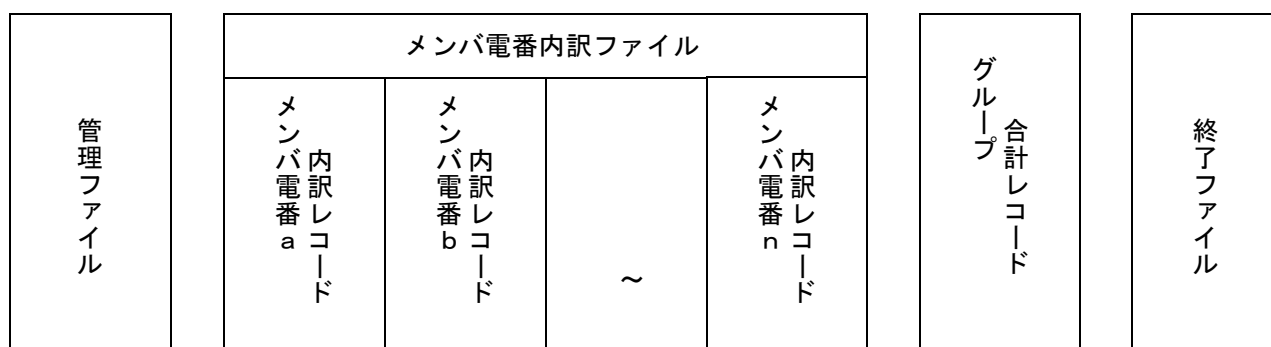 管理ファイル
メンバ電番内訳ファイル
メンバ電番ａ
内訳レコード
メンバ電番ｂ
内訳レコード
～
メンバ電番ｎ
内訳レコード
グループ
合計レコード
終了ファイル